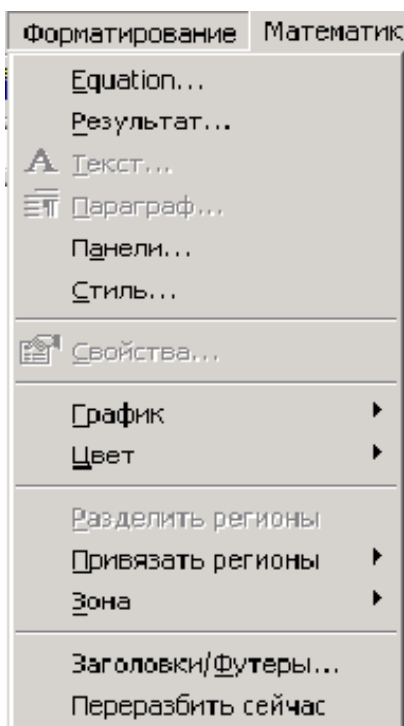 Форматирование Математик
Equation...
Результат...
Текст...
Параграф...
Панели...
Стиль...
Свойства...
График
Цвет
Разделить регионы
Привязать регионы
Зона
Заголовки/Футеры...
Переразбить сейчас